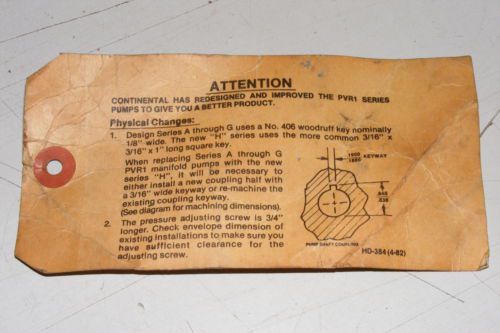 ATTENTION
CONTINENTAL HAS REDESIGNED AND IMPROVED THE PVR1 SERIES
PUMPS TO GIVE YOU A BETTER PRODUCT.
Physical Changes:
1. Design Series A through G uses a No. 406 woodruff key nominally
1/8" wide. The new "H" series uses the more common 3/16" x
3/16" x 1" long square key.
When replacing Series A through G
PVR1 manifold pumps with the new
series "H", it will be necessary to
either install a new coupling half with
a 3/16" wide keyway or re-machine the
existing coupling keyway.
(See diagram for machining dimensions).
2. The pressure adjusting screw is 3/4"
longer. Check envelope dimension of
existing installations to make sure you
have sufficient clearance for the
adjusting screw.
KEYWAY
PUMP SHAFT COUPLING
HD-384 (4-82)